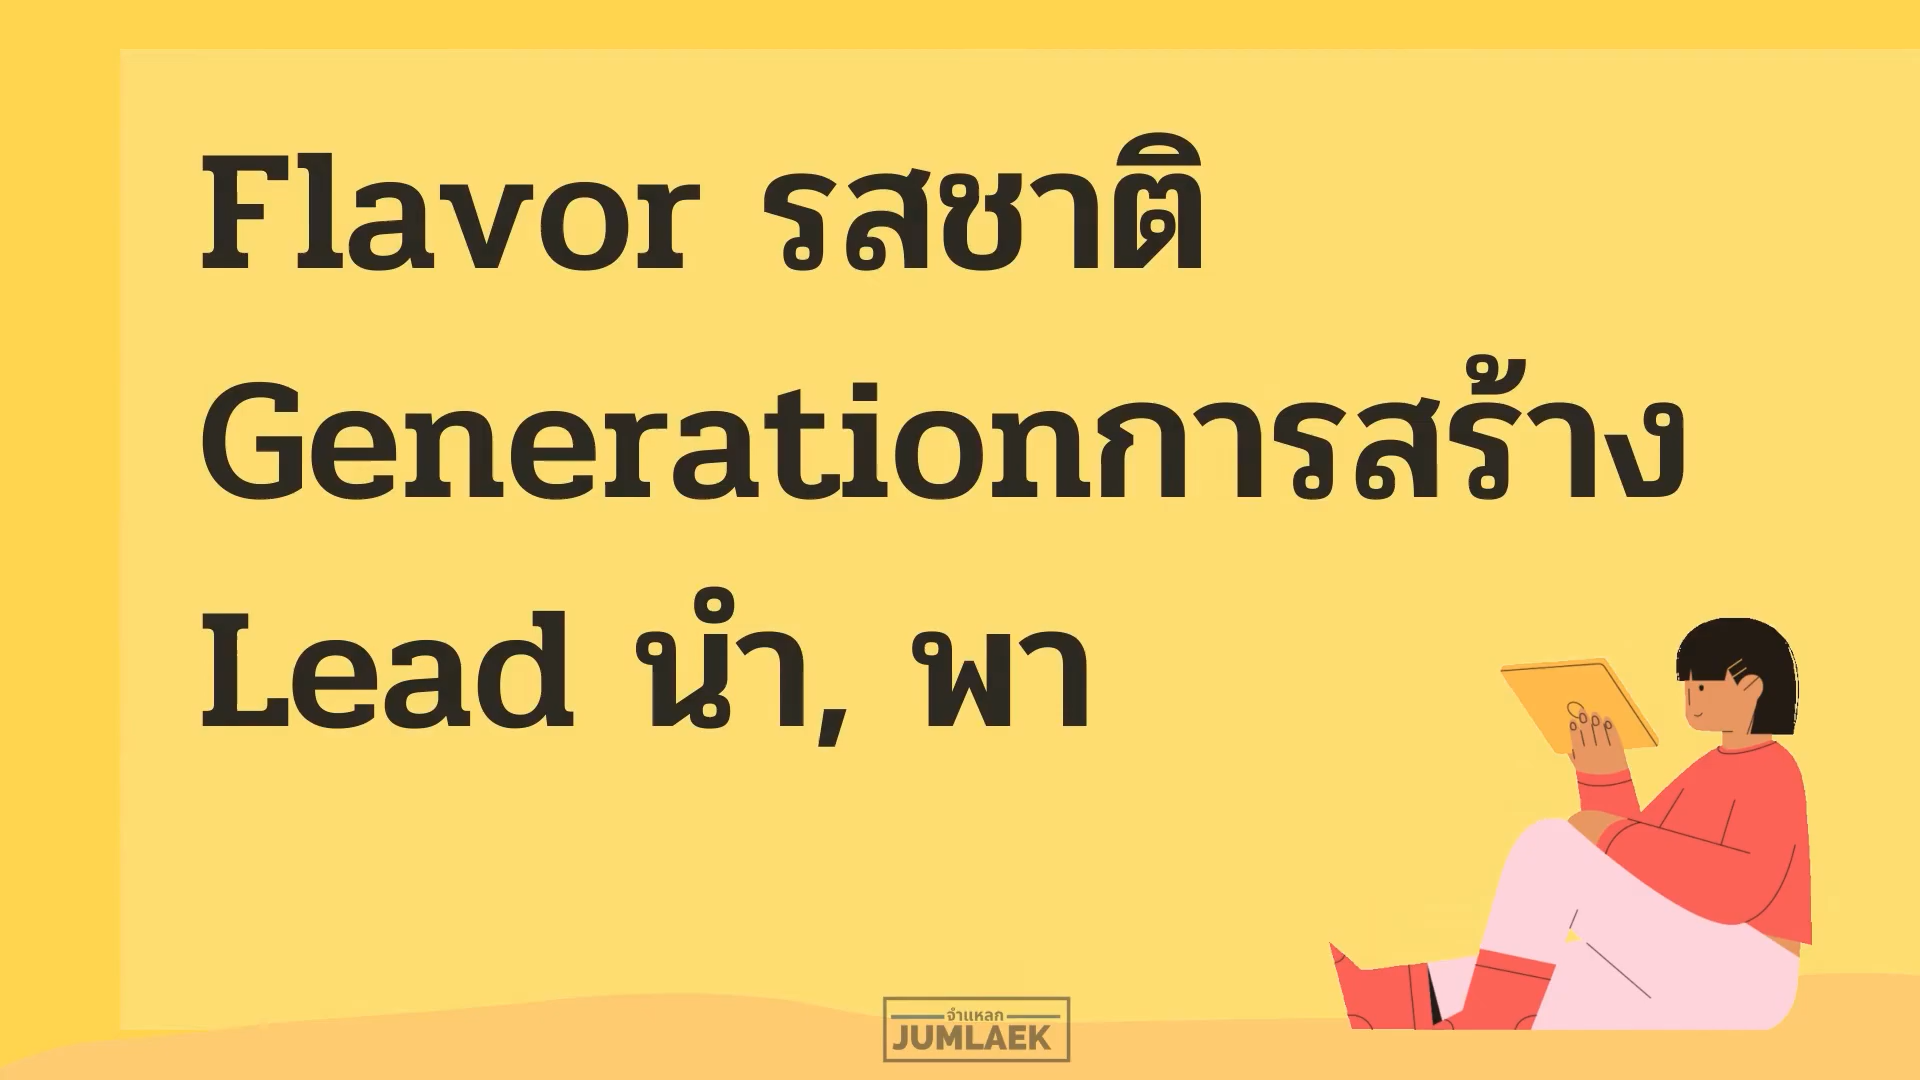 Flavor รสชาติ
Generationการสร้าง
Lead นำ, พา
จำแหลก
JUMLAEK